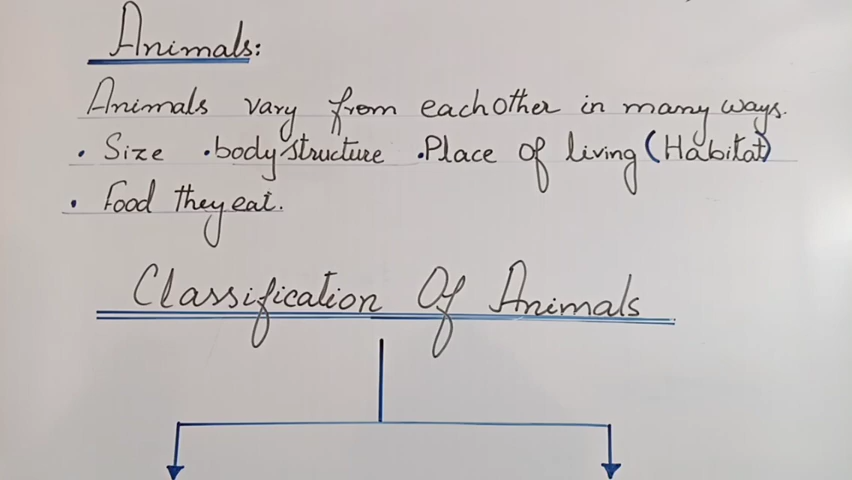 Animals:
Animals vary from eachother in many ways.
• Size • body structure • Place of living (Habitat)
• Food they eat.
Classification Of Animals